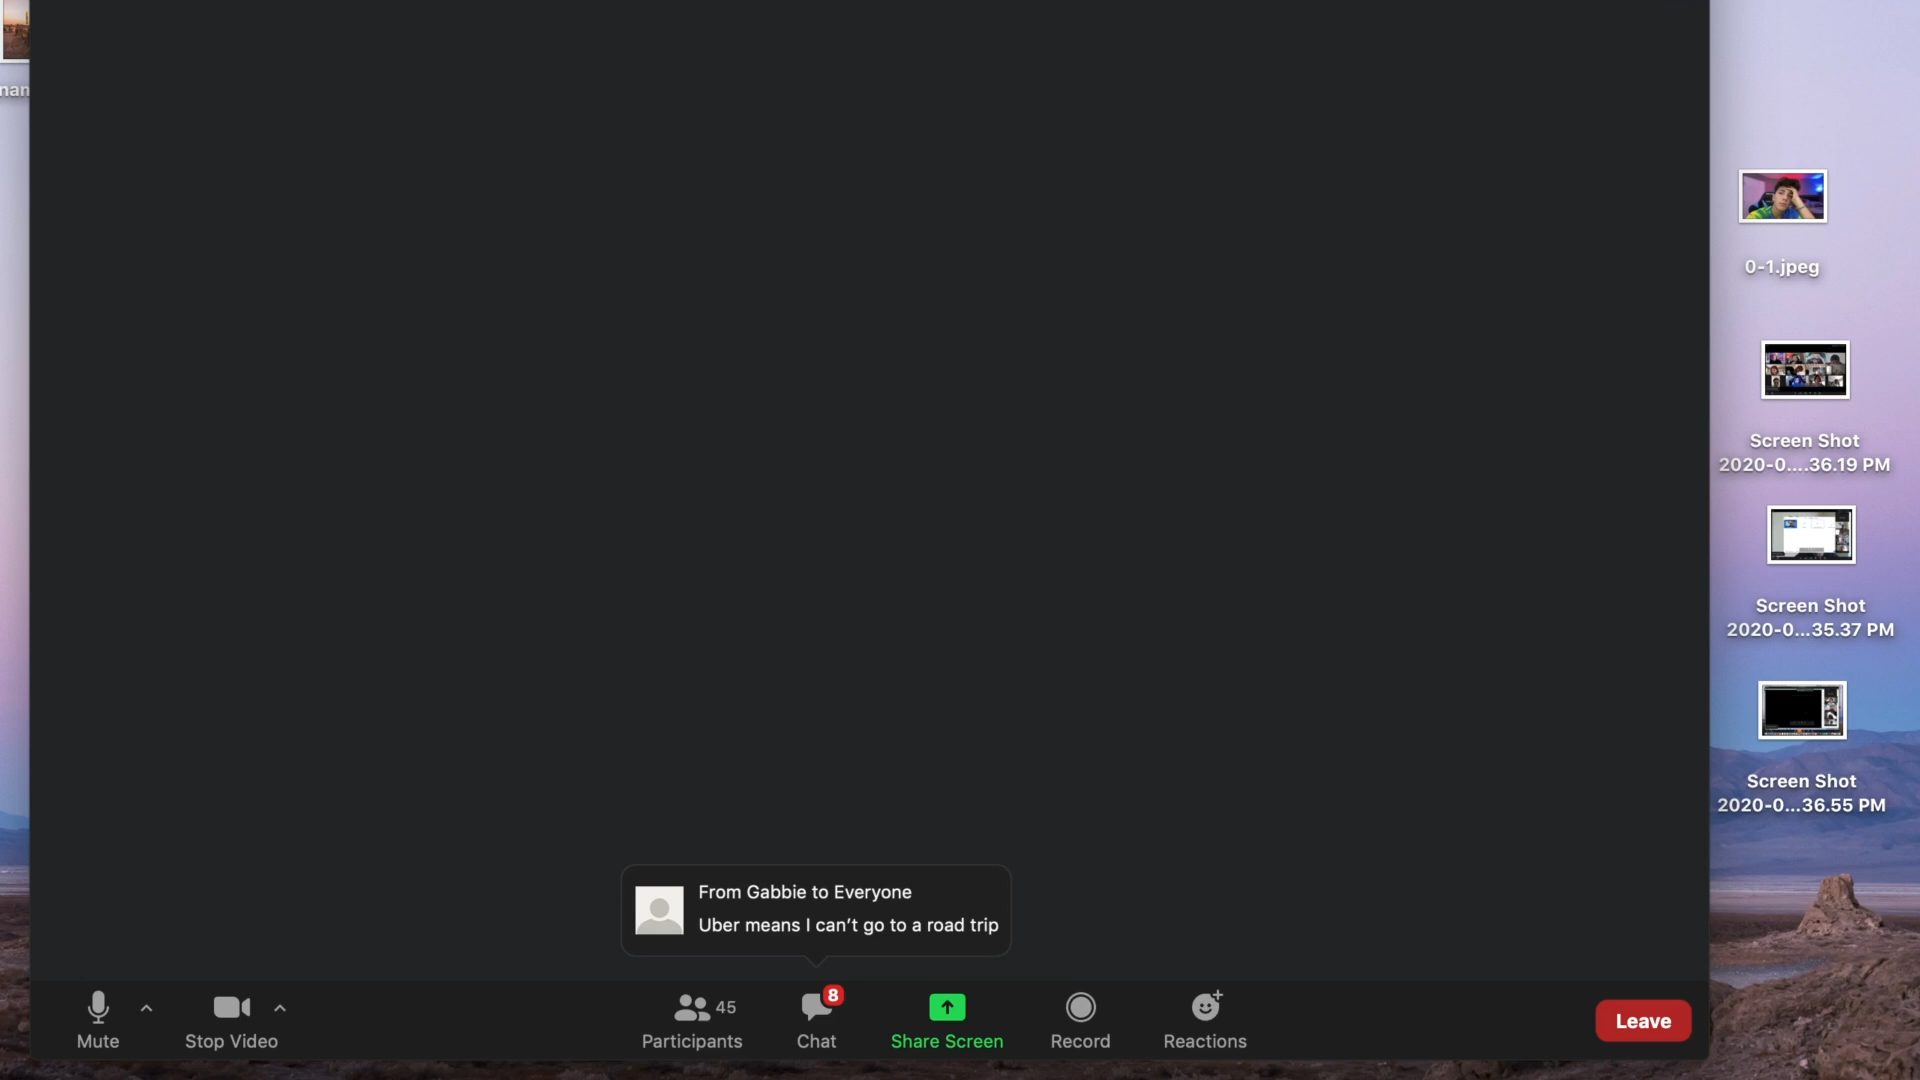 nam
0-1.jpeg
Screen Shot
2020-0....36.19 PM
Screen Shot
2020-0...35.37 PM
Screen Shot
2020-0...36.55 PM
From Gabbie to Everyone
Uber means I can’t go to a road trip
8
45
Mute
Stop Video
Participants
Chat
Share Screen
Record
Reactions
Leave